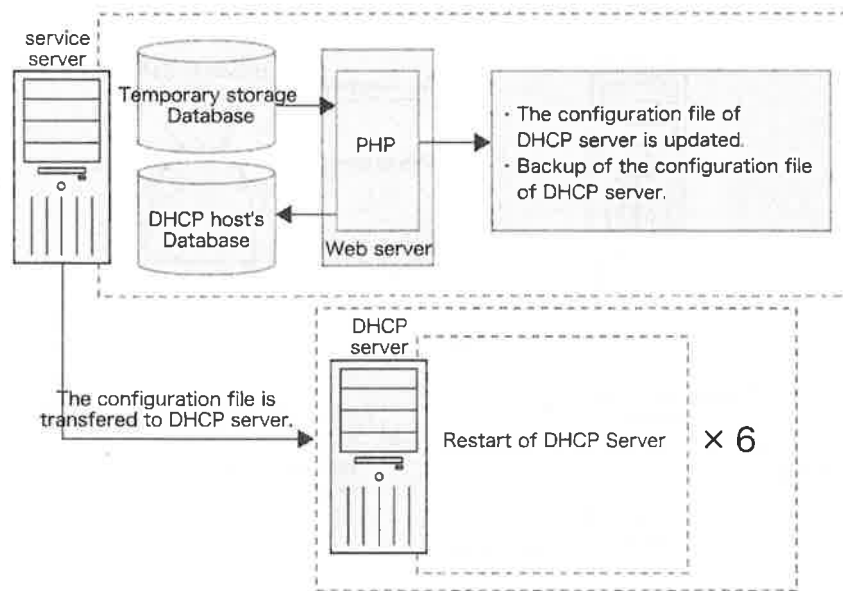 service
server
Temporary storage
Database
PHP
・The configuration file of
DHCP server is updated.
・Backup of the configuration file
of DHCP server.
DHCP host's
Database
Web server
DHCP
server
The configuration file is
transfered to DHCP server.
Restart of DHCP Server
× 6